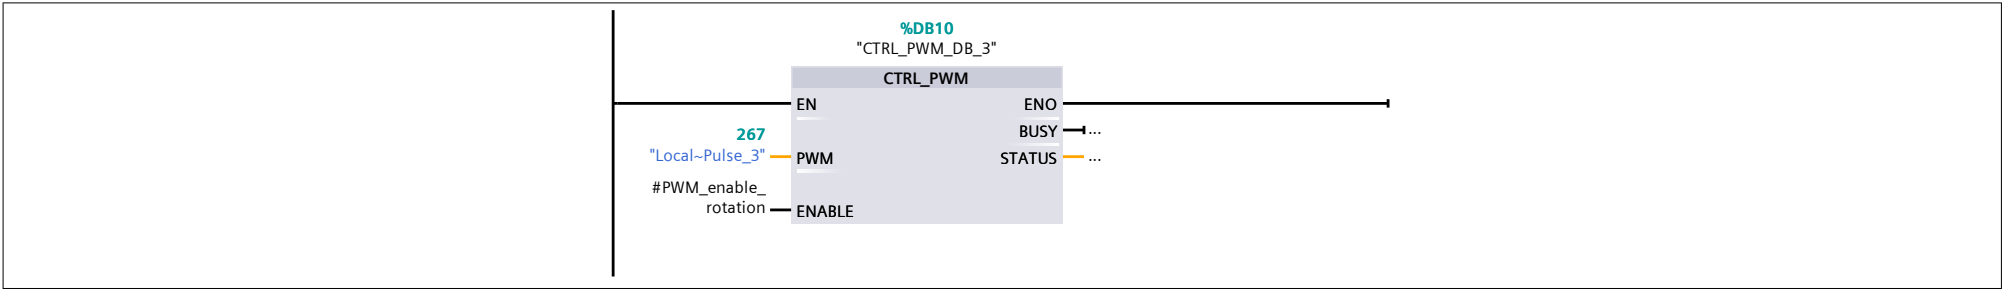 %DB10
"CTRL_PWM_DB_3"
CTRL_PWM
EN
ENO
BUSY
...
267
"Local~Pulse_3"
PWM
STATUS
...
#PWM_enable_
rotation
ENABLE